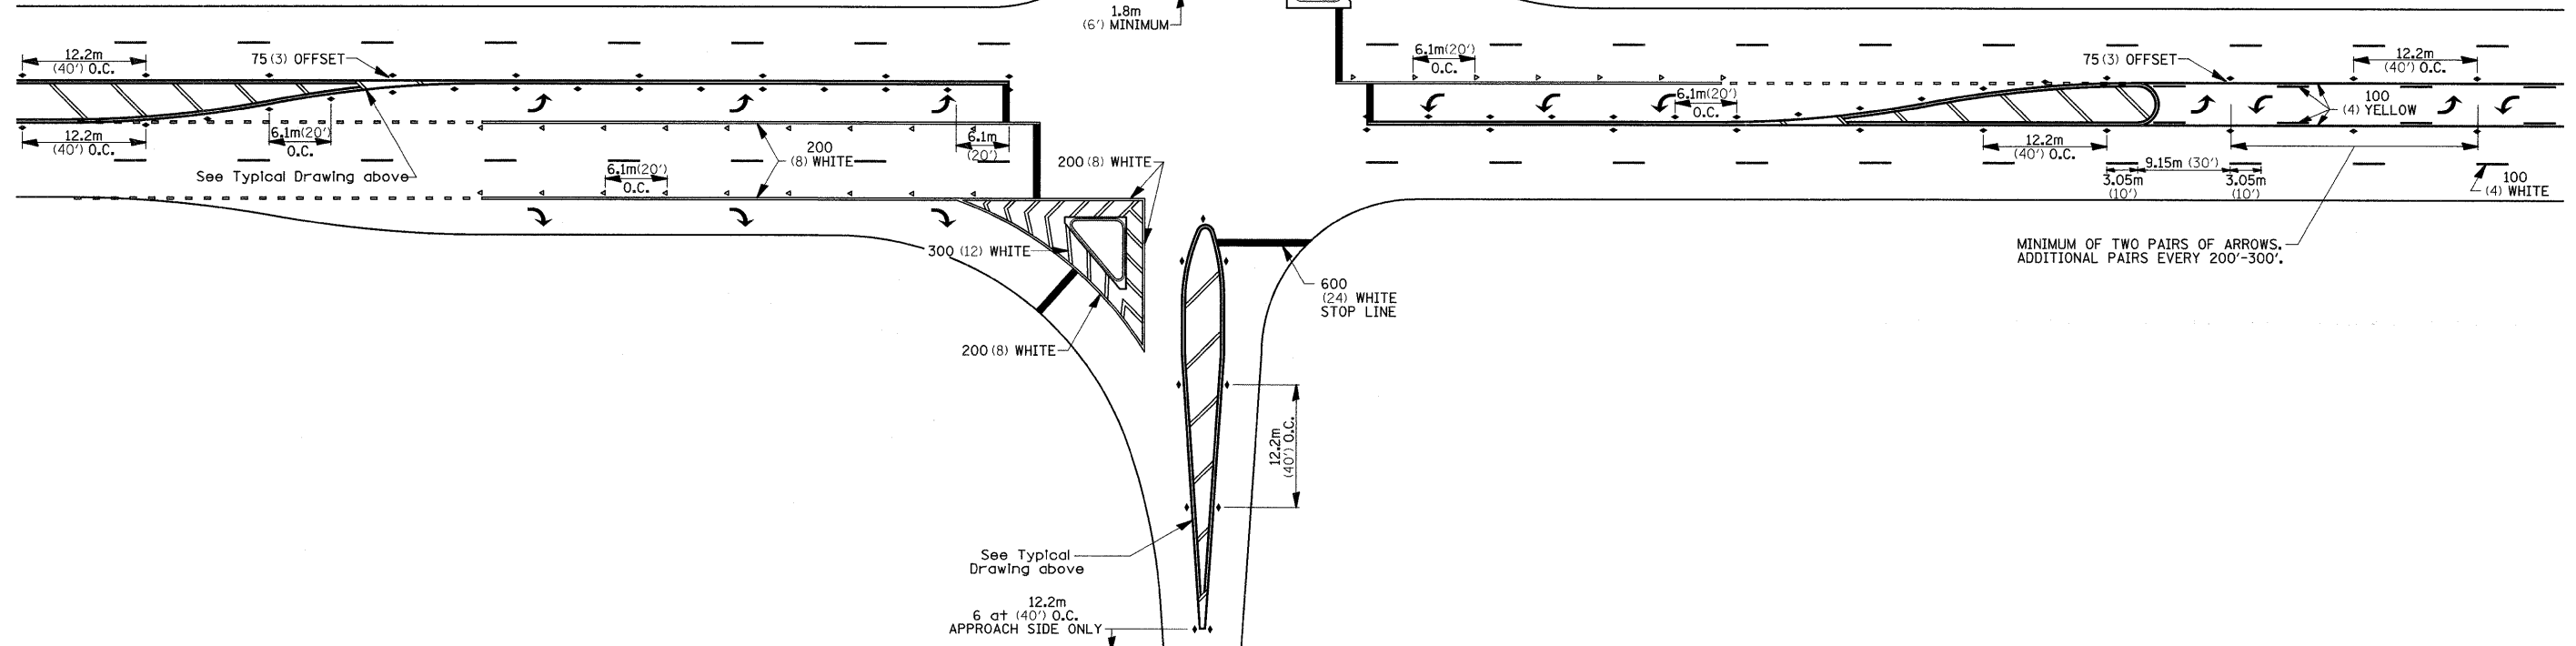 1.8m
(6') MINIMUM
12.2m
(40') O.C.
75 (3) OFFSET
6.1m(20')
O.C.
75 (3) OFFSET
12.2m
(40') O.C.
6.1m(20')
O.C.
100
(4) YELLOW
12.2m
(40') O.C.
6.1m(20')
O.C.
See Typical Drawing above
200
(8) WHITE
6.1m
(20')
6.1m(20')
O.C.
200 (8) WHITE
12.2m
(40') O.C.
9.15m (30')
3.05m
(10')
3.05m
(10')
100
(4) WHITE
300 (12) WHITE
MINIMUM OF TWO PAIRS OF ARROWS.
ADDITIONAL PAIRS EVERY 200'-300'.
600
(24) WHITE
STOP LINE
200 (8) WHITE
12.2m
(40') O.C.
See Typical
Drawing above
12.2m
6 at (40') O.C.
APPROACH SIDE ONLY